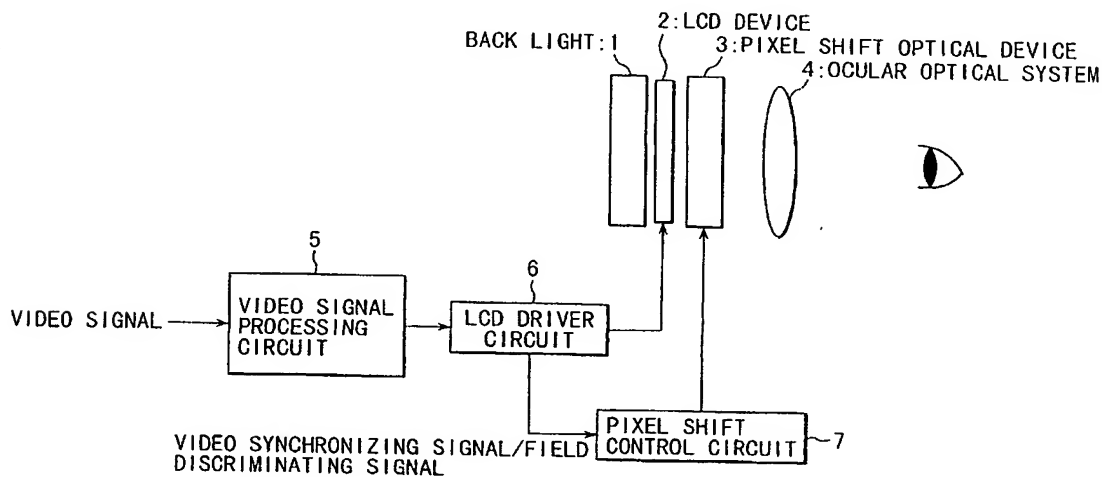 2:LCD DEVICE
BACK LIGHT:1
3:PIXEL SHIFT OPTICAL DEVICE
4:OCULAR OPTICAL SYSTEM
5
VIDEO SIGNAL
VIDEO SIGNAL
PROCESSING
CIRCUIT
6
LCD DRIVER
CIRCUIT
VIDEO SYNCHRONIZING SIGNAL/FIELD
DISCRIMINATING SIGNAL
PIXEL SHIFT
CONTROL CIRCUIT
7